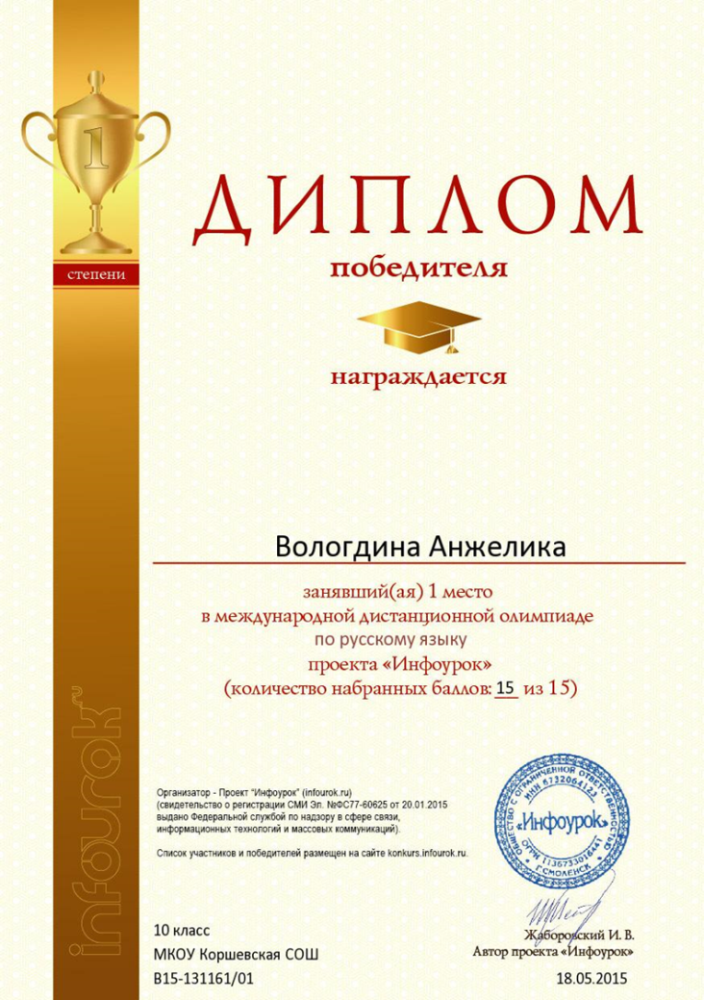 1
степени
ДИПЛОМ
победителя
награждается
Вологдина Анжелика
занявший(ая) 1 место
в международной дистанционной олимпиаде
по русскому языку
проекта «Инфоурок»
(количество набранных баллов: 15 из 15)
infourok.ru
Организатор - Проект "Инфоурок" (infourok.ru)
(свидетельство о регистрации СМИ Эл. №ФС77-60625 от 20.01.2015
выдано Федеральной службой по надзору в сфере связи,
информационных технологий и массовых коммуникаций).
Список участников и победителей размещен на сайте konkurs.infourok.ru.
ОБЩЕСТВО С ОГРАНИЧЕННОЙ ОТВЕТСТВЕННОСТЬЮ
ИНН 6732064124
«Инфоурок»
ОГРН 1136733016481
Г.СМОЛЕНСК
Жаборовский И. В.
Автор проекта «Инфоурок»
10 класс
МКОУ Коршевская СОШ
В15-131161/01
18.05.2015